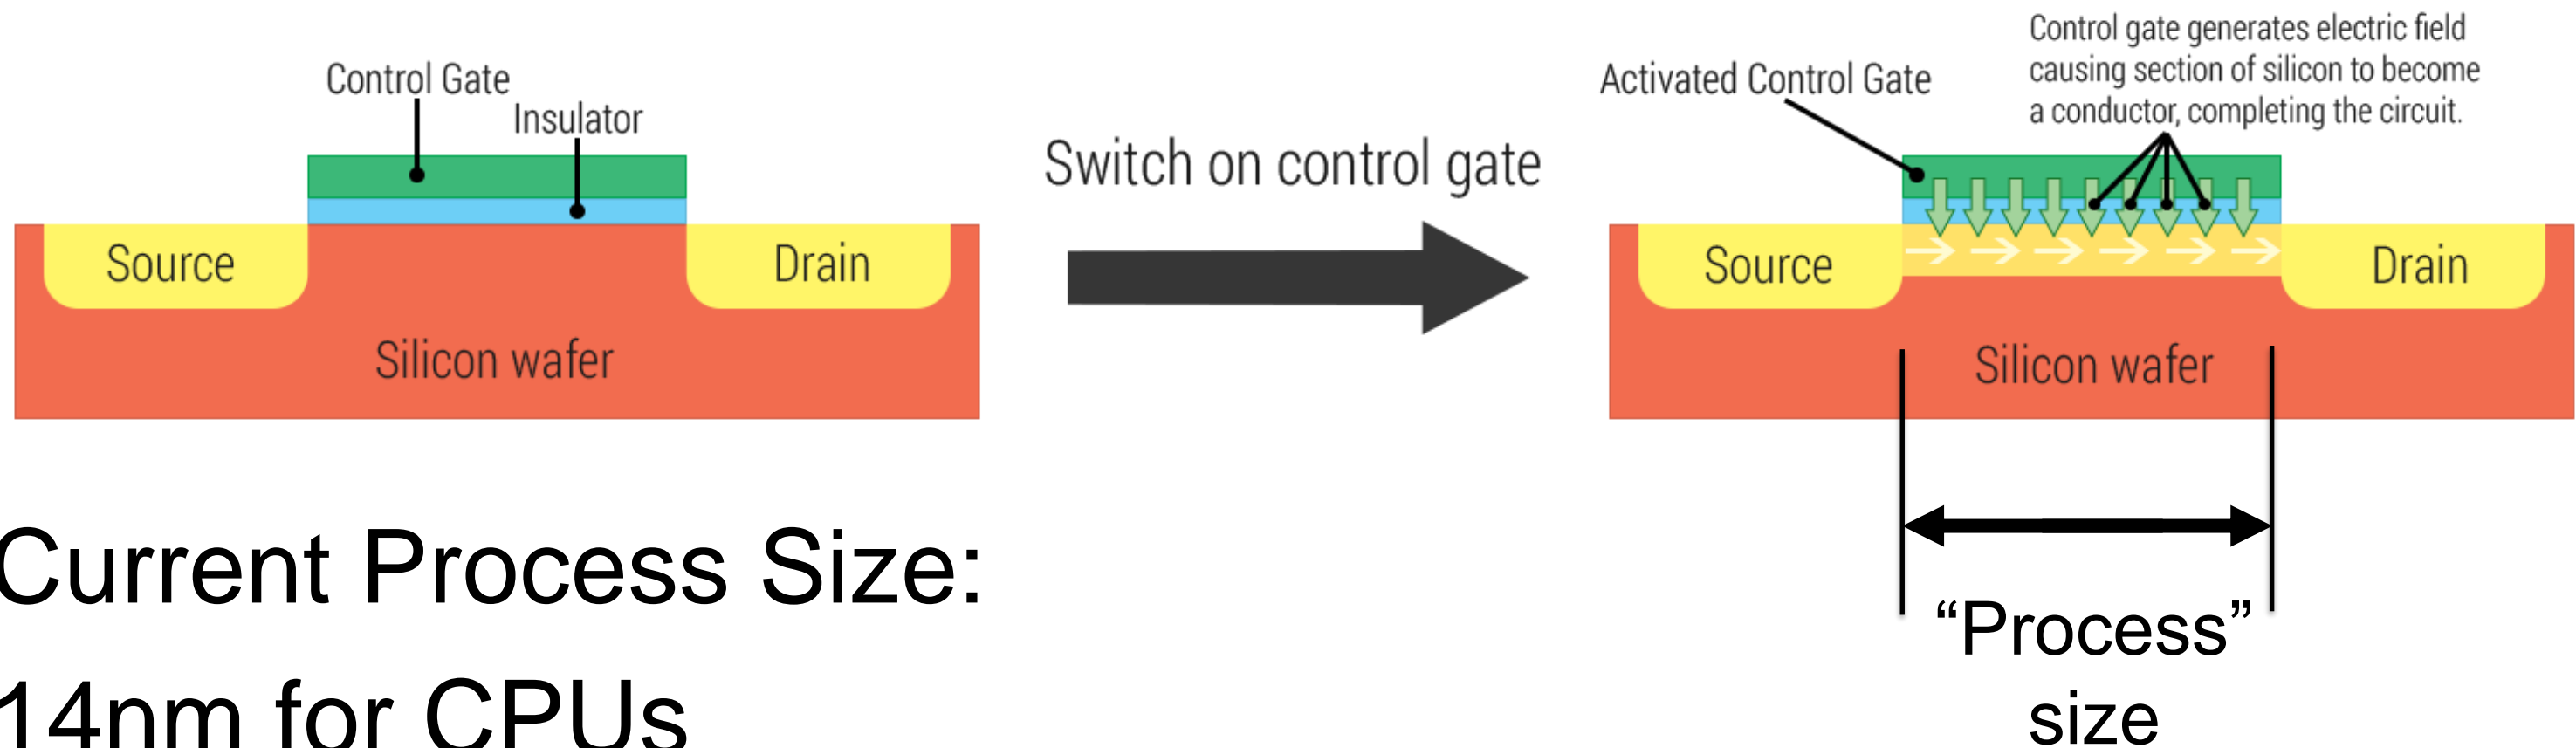 Control Gate
Insulator
Source
Drain
Silicon wafer
Switch on control gate
Activated Control Gate
Control gate generates electric field
causing section of silicon to become
a conductor, completing the circuit.
Source
Drain
Silicon wafer
“Process”
size
Current Process Size:
14nm for CPUs